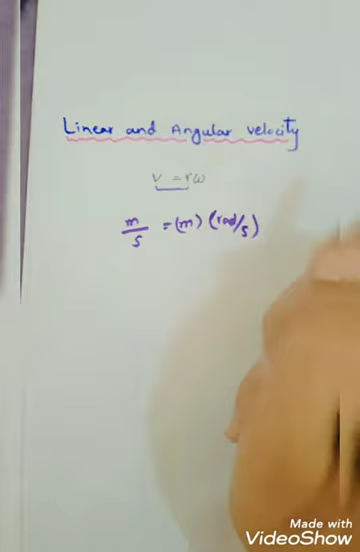 Linear and Angular velocity
v = rω
m/s = (m) (rad/s)
Made with
VideoShow